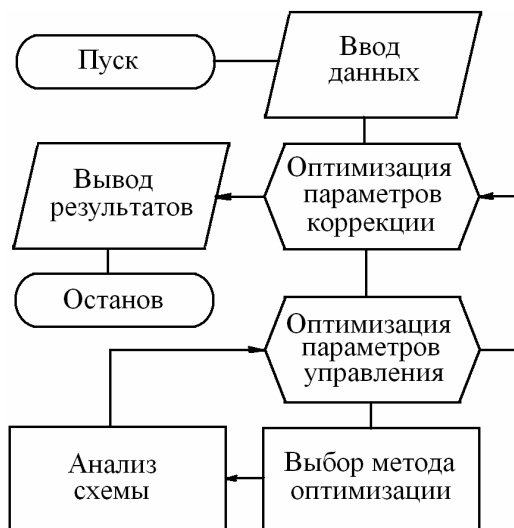 Пуск
Ввод
данных
Вывод
результатов
Оптимизация
параметров
коррекции
Останов
Оптимизация
параметров
управления
Анализ
схемы
Выбор метода
оптимизации